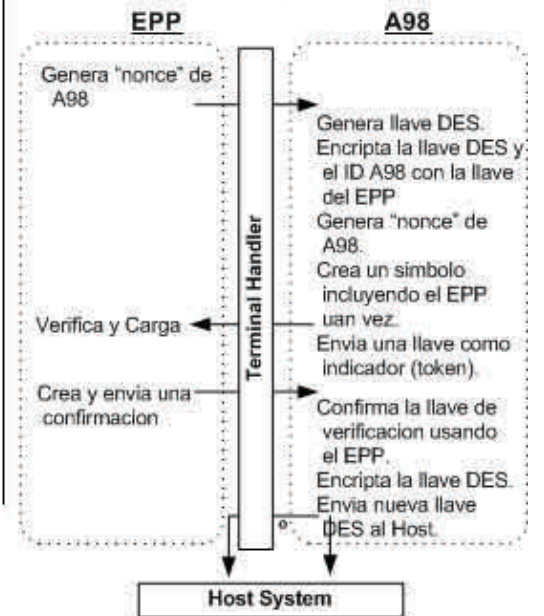 EPP
A98
Genera "nonce" de
A98
Genera llave DES.
Encripta la llave DES y
el ID A98 con la llave
del EPP
Genera "nonce" de
A98.
Crea un simbolo
incluyendo el EPP
uan vez.
Envia una llave como
indicador (token).
Terminal Handler
Verifica y Carga
Crea y envia una
confirmacion
Confirma la llave de
verificacion usando
el EPP.
Encripta la llave DES.
Envia nueva llave
DES al Host.
o
Host System